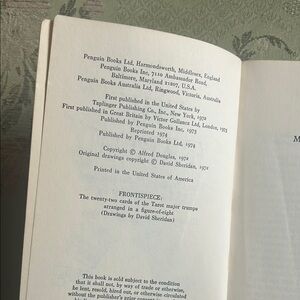 Penguin Books Ltd, Harmondsworth, Middlesex, England
Penguin Books Inc, 7110 Ambassador Road,
Baltimore, Maryland 21207, U.S.A.
Penguin Books Australia Ltd, Ringwood, Victoria, Australia
First published in the United States by
Taplinger Publishing Co., Inc., New York, 1972
First published in Great Britain by Victor Gollancz Ltd, London, 1973
Published by Penguin Books Inc, 1973
Reprinted 1974
Published by Penguin Books Ltd, 1974
Copyright © Alfred Douglas, 1972
Original drawings copyright © David Sheridan, 1972
Printed in the United States of America
FRONTISPIECE:
The twenty-two cards of the Tarot major trumps
arranged in a figure-of-eight
(Drawings by David Sheridan)
This book is sold subject to the condition
that it shall not, by way of trade or otherwise,
be lent, resold, hired out, or otherwise circulated
without the publisher's prior consent
M